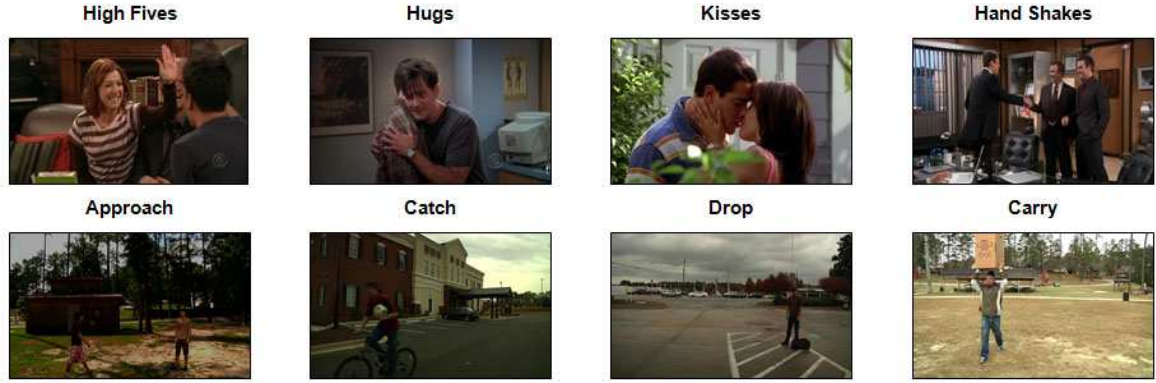 High Fives
Hugs
Kisses
Hand Shakes
Approach
Catch
Drop
Carry